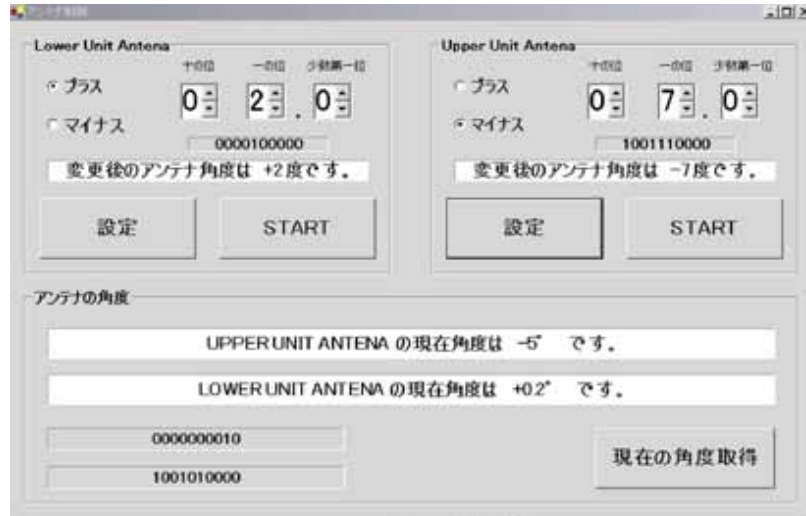 アンテナ制御
Lower Unit Antena
十の位 一の位 少数第一位
プラス
マイナス
0 2 . 0
0000100000
変更後のアンテナ角度は +2度です.
設定 START
Upper Unit Antena
十の位 一の位 少数第一位
プラス
マイナス
0 7 . 0
1001110000
変更後のアンテナ角度は -7度です.
設定 START
アンテナの角度
UPPER UNIT ANTENA の現在角度は -5° です.
LOWER UNIT ANTENA の現在角度は +0.2° です.
0000000010
1001010000
現在の角度取得